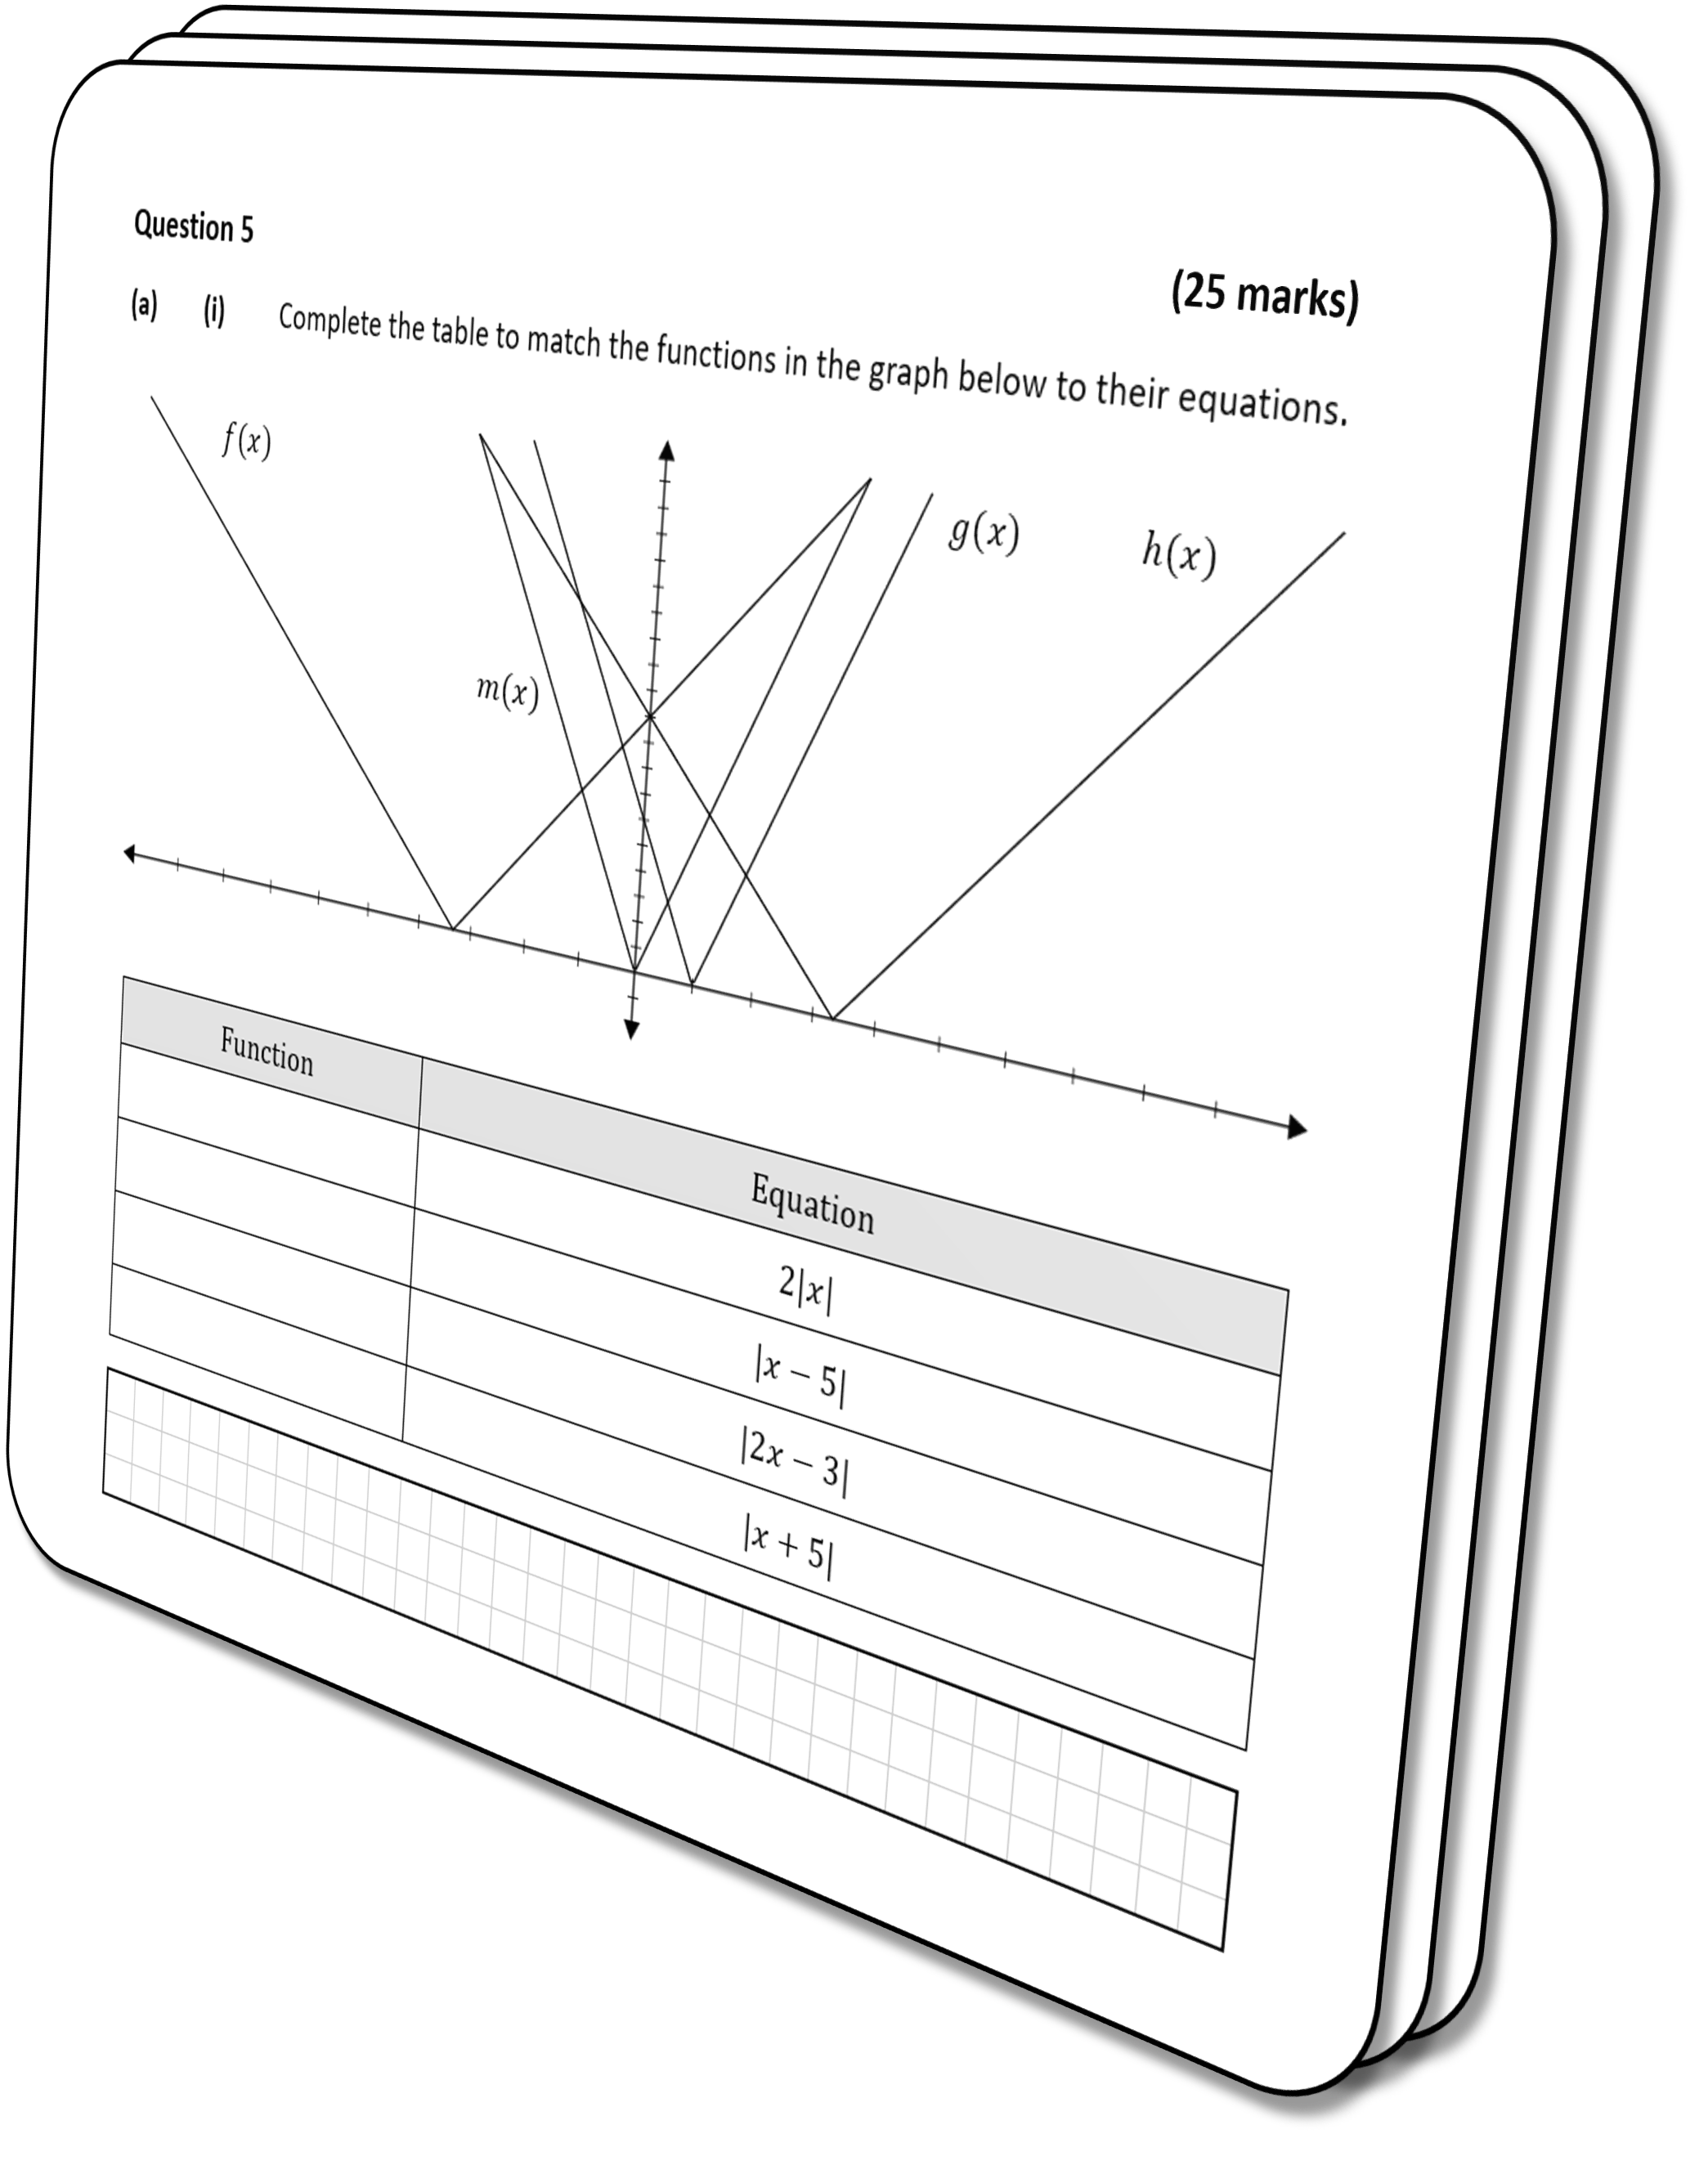 Question 5
(25 marks)
(a) (i) Complete the table to match the functions in the graph below to their equations.
f(x)
g(x)
h(x)
m(x)
Function Equation
2|x|
|x − 5|
|2x − 3|
|x + 5|